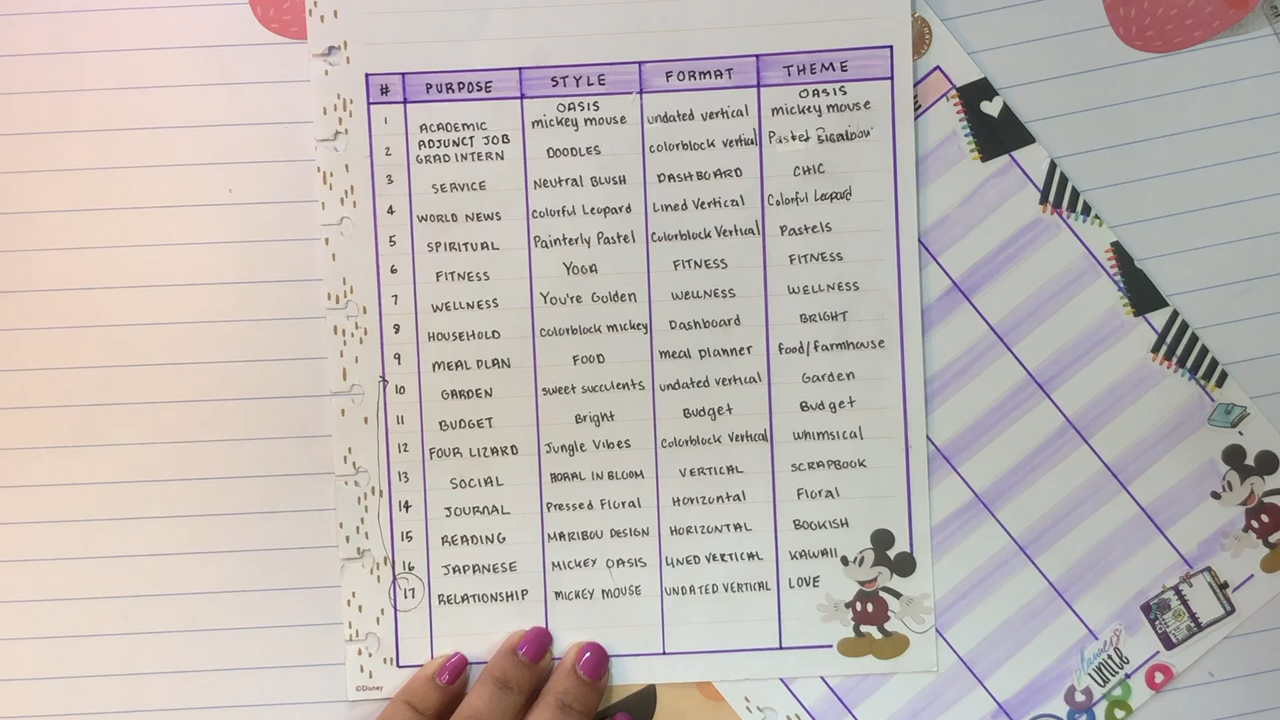 # PURPOSE STYLE FORMAT THEME
1 ACADEMIC OASIS mickey mouse undated vertical OASIS mickey mouse
2 ADJUNCT JOB GRAD INTERN DOODLES colorblock vertical Pastel
3 SERVICE Neutral BLUSH DASHBOARD CHIC
4 WORLD NEWS Colorful Leopard Lined Vertical Colorful Leopard
5 SPIRITUAL Painterly Pastel Colorblock Vertical Pastels
6 FITNESS YOGA FITNESS FITNESS
7 WELLNESS You're Golden WELLNESS WELLNESS
8 HOUSEHOLD Colorblock mickey Dashboard BRIGHT
9 MEAL PLAN FOOD meal planner food/farmhouse
10 GARDEN sweet succulents undated vertical Garden
11 BUDGET Bright Budget Budget
12 FOUR LIZARD Jungle Vibes Colorblock Vertical whimsical
13 SOCIAL FLORAL IN BLOOM VERTICAL SCRAPBOOK
14 JOURNAL Pressed Floral Horizontal Floral
15 READING MARIBOU DESIGN HORIZONTAL BOOKISH
16 JAPANESE MICKEY OASIS LINED VERTICAL KAWAII
17 RELATIONSHIP MICKEY MOUSE UNDATED VERTICAL LOVE
©Disney
planners
UNITE